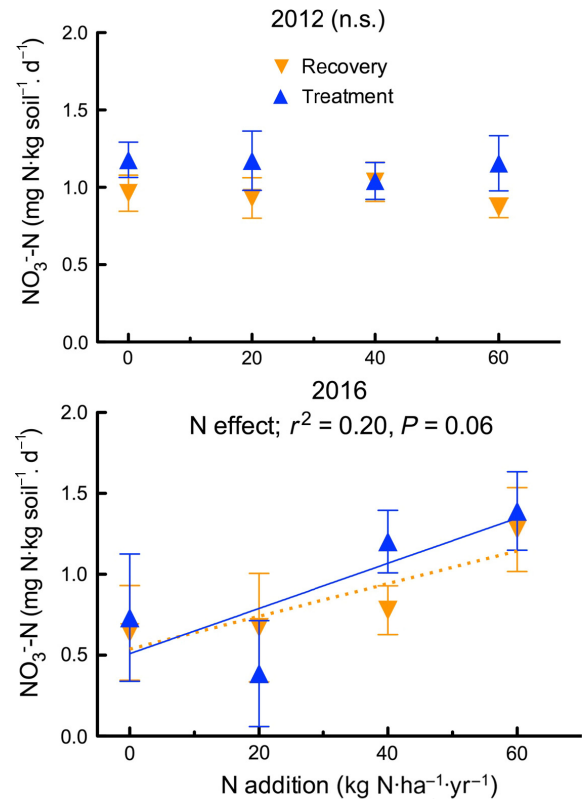 2012 (n.s.)
NO₃⁻-N (mg N·kg soil⁻¹. d⁻¹)
2.0
1.5
1.0
0.5
0.0
Recovery
Treatment
0 20 40 60
2016
N effect; r² = 0.20, P = 0.06
NO₃⁻-N (mg N·kg soil⁻¹. d⁻¹)
2.0
1.5
1.0
0.5
0.0
0 20 40 60
N addition (kg N·ha⁻¹·yr⁻¹)